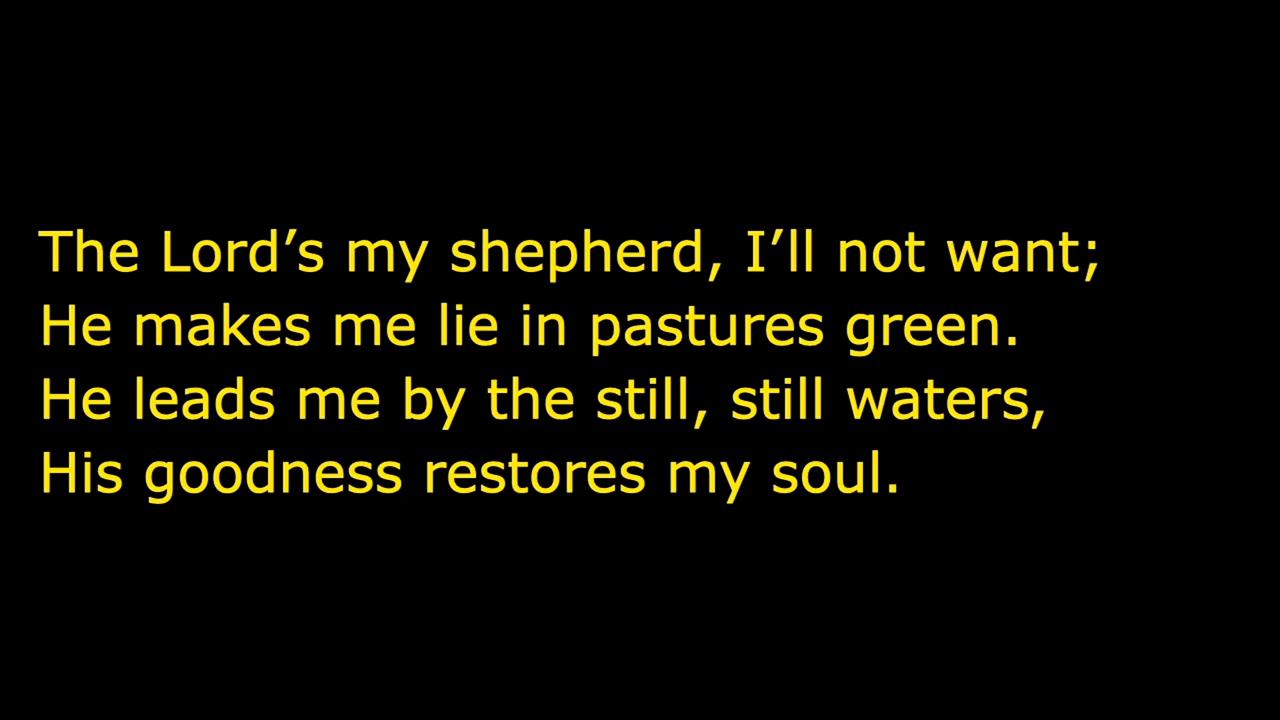 The Lord’s my shepherd, I’ll not want;
He makes me lie in pastures green.
He leads me by the still, still waters,
His goodness restores my soul.